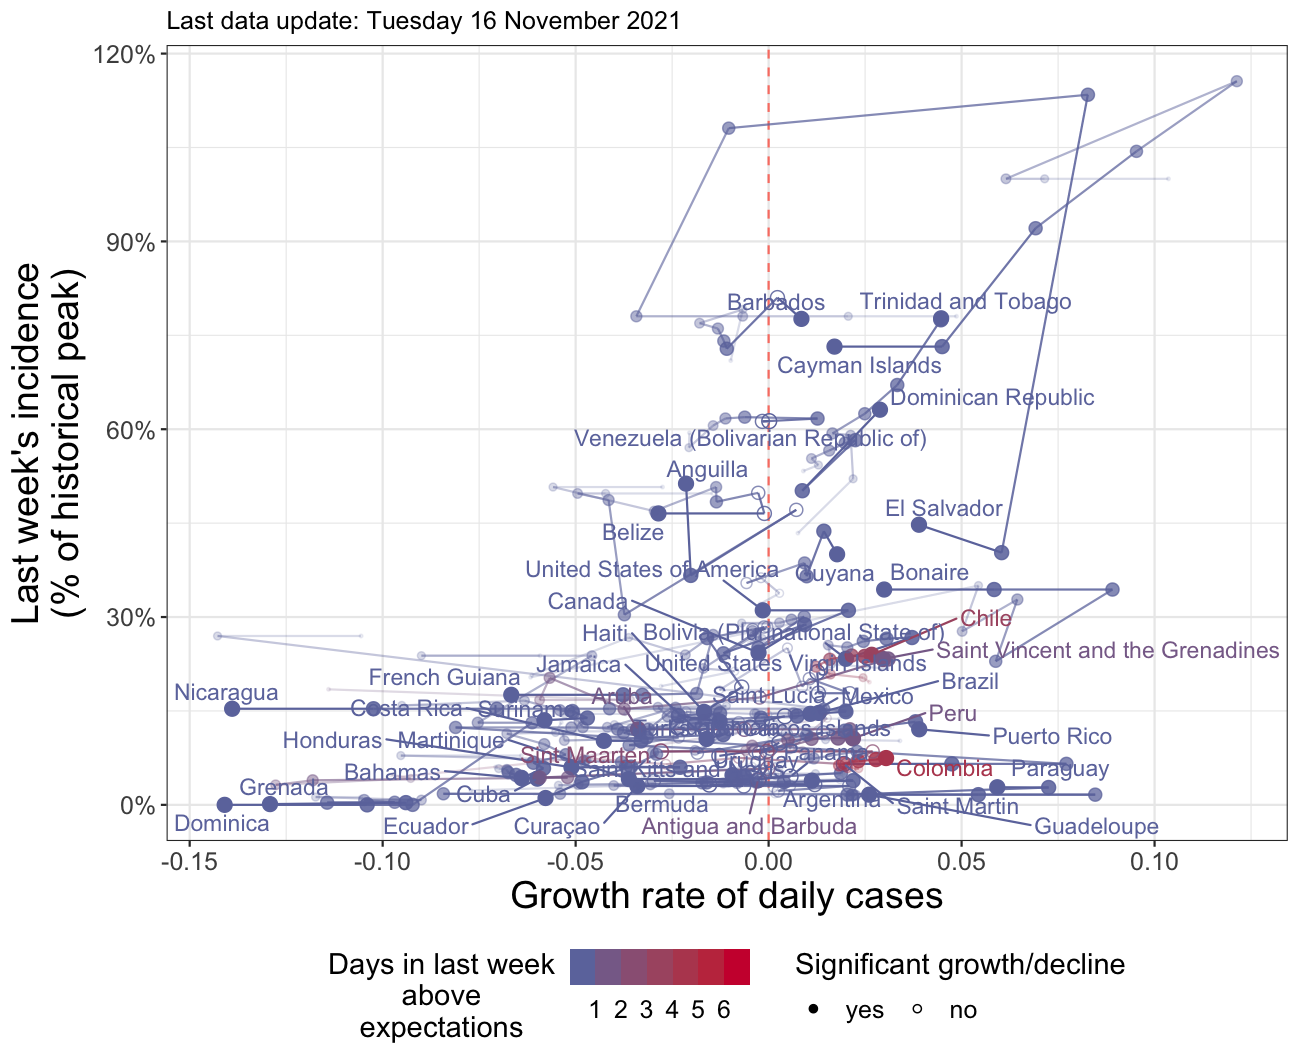 Last data update: Tuesday 16 November 2021
120%
90%
60%
30%
0%
Last week's incidence
(% of historical peak)
Barbados
Trinidad and Tobago
Cayman Islands
Dominican Republic
Venezuela (Bolivarian Republic of)
Anguilla
El Salvador
Belize
United States of America
Guyana
Bonaire
Canada
Chile
Haiti
Bolivia (Plurinational State of)
Saint Vincent and the Grenadines
Jamaica
United States Virgin Islands
French Guiana
Brazil
Nicaragua
Aruba
Saint Lucia
Mexico
Costa Rica
Suriname
Peru
Honduras
Martinique
Puerto Rico
Sint Maarten
Uruguay
Panama
Bahamas
Saint Kitts and Nevis
Colombia
Paraguay
Grenada
Cuba
Bermuda
Argentina
Saint Martin
Dominica
Ecuador
Curaçao
Antigua and Barbuda
Guadeloupe
-0.15
-0.10
-0.05
0.00
0.05
0.10
Growth rate of daily cases
Days in last week
above
expectations
1 2 3 4 5 6
Significant growth/decline
yes
no